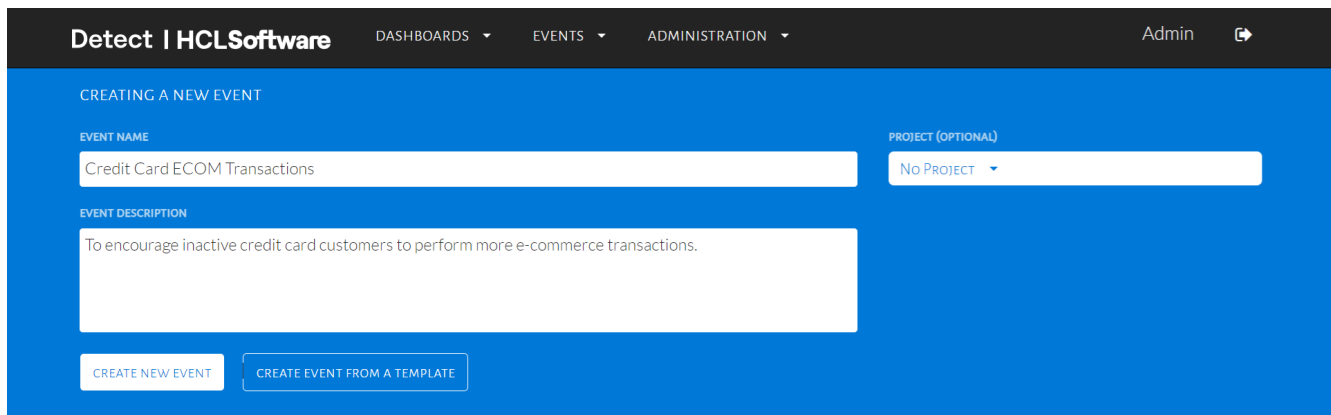 Detect | HCLSoftware DASHBOARDS EVENTS ADMINISTRATION Admin
CREATING A NEW EVENT
EVENT NAME
Credit Card ECOM Transactions
PROJECT (OPTIONAL)
NO PROJECT
EVENT DESCRIPTION
To encourage inactive credit card customers to perform more e-commerce transactions.
CREATE NEW EVENT CREATE EVENT FROM A TEMPLATE